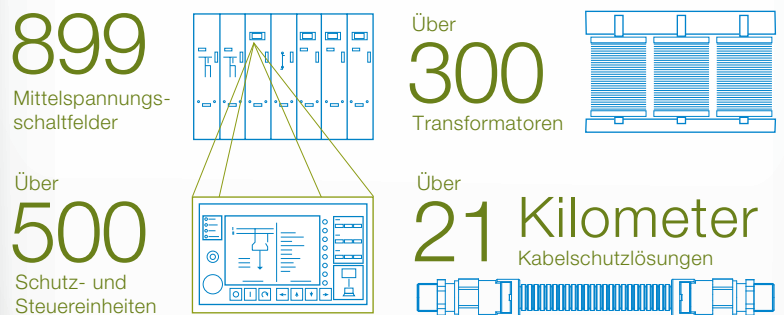 899
Mittelspannungs-
schaltfelder
Über
300
Transformatoren
Über
500
Schutz- und
Steuereinheiten
Über
21 Kilometer
Kabelschutzlösungen